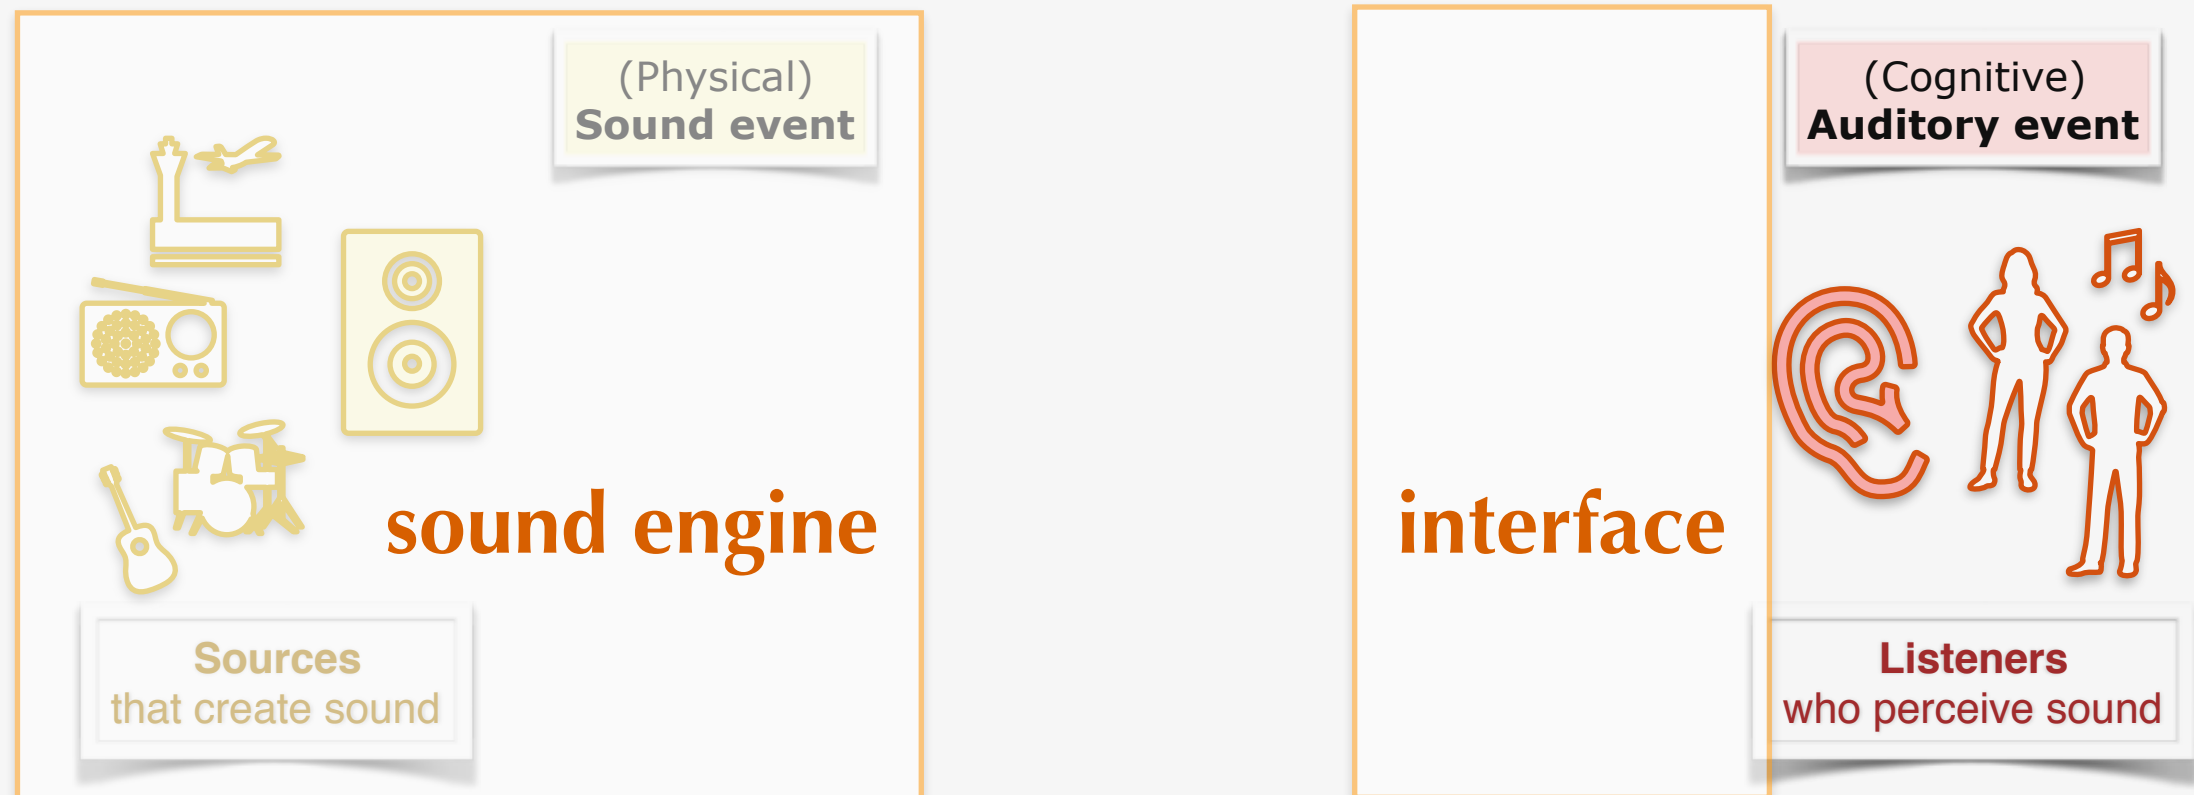 (Physical)
Sound event
(Cognitive)
Auditory event
sound engine
interface
Sources
that create sound
Listeners
who perceive sound